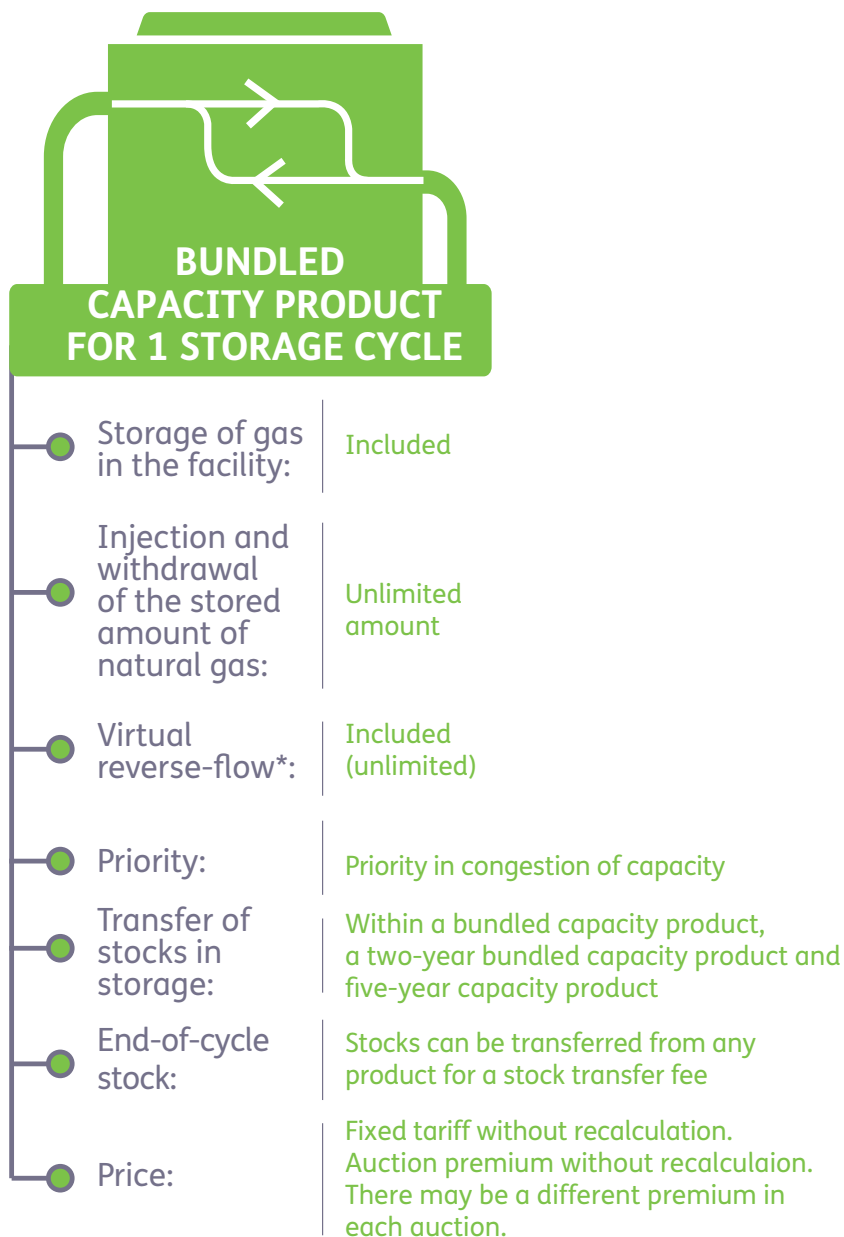 BUNDLED
CAPACITY PRODUCT
FOR 1 STORAGE CYCLE
Storage of gas
in the facility:
Included
Injection and
withdrawal
of the stored
amount of
natural gas:
Unlimited
amount
Virtual
reverse-flow*:
Included
(unlimited)
Priority:
Priority in congestion of capacity
Transfer of
stocks in
storage:
Within a bundled capacity product,
a two-year bundled capacity product and
five-year capacity product
End-of-cycle
stock:
Stocks can be transferred from any
product for a stock transfer fee
Price:
Fixed tariff without recalculation.
Auction premium without recalculaion.
There may be a different premium in
each auction.